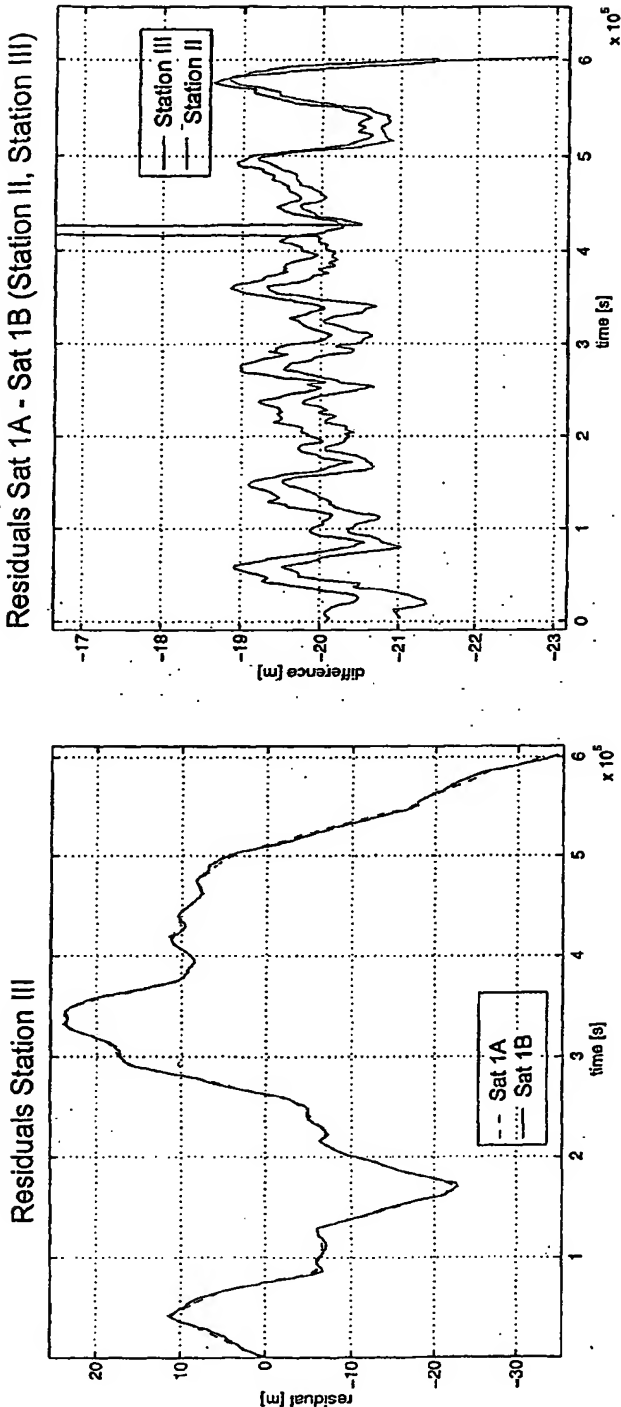 Residuals Station III
20
10
0
-10
-20
-30
residual [m]
1
2
3
4
5
6
x 10⁵
time [s]
Sat 1A
Sat 1B
Residuals Sat 1A - Sat 1B (Station II, Station III)
-17
-18
-19
-20
-21
-22
-23
difference [m]
0
1
2
3
4
5
6
x 10⁵
time [s]
Station III
Station II